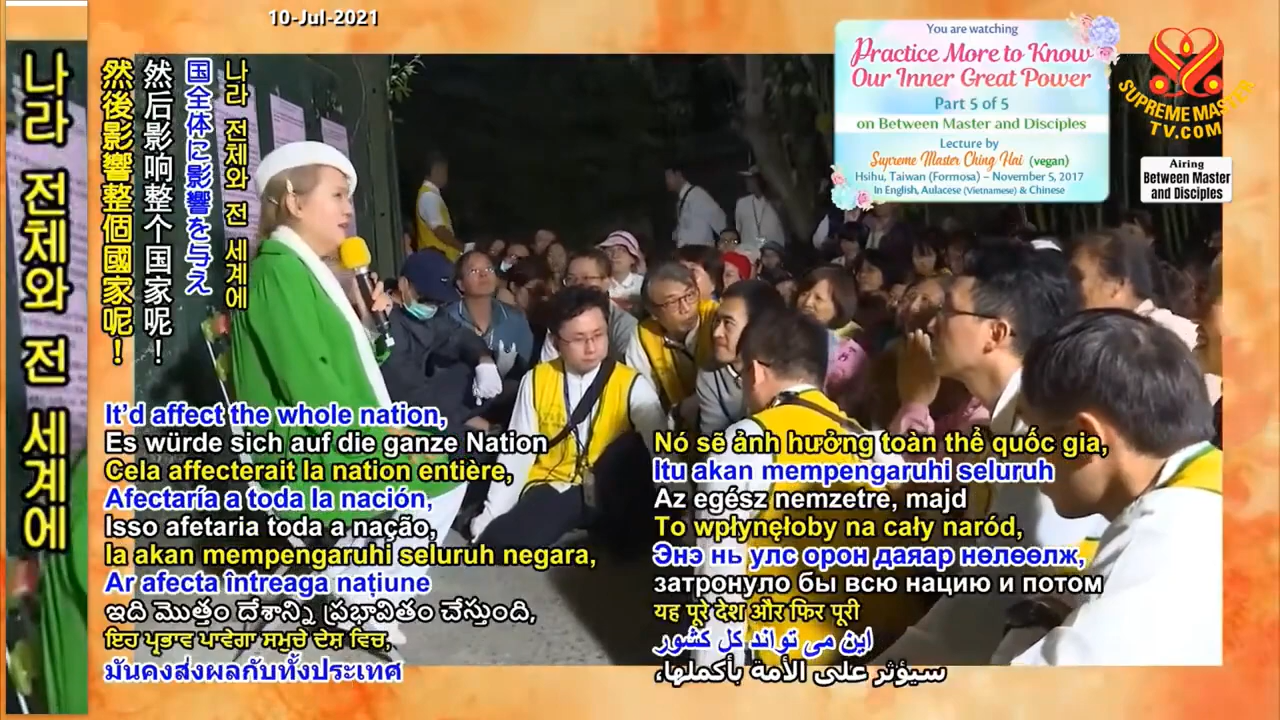 10-Jul-2021
You are watching
Practice More to Know
Our Inner Great Power
Part 5 of 5
on Between Master and Disciples
Lecture by
Supreme Master Ching Hai (vegan)
Hsihu, Taiwan (Formosa) – November 5, 2017
In English, Aulacese (Vietnamese) & Chinese
SUPREME MASTER
TV.COM
Airing
Between Master
and Disciples
나라 전체와 전 세계에
然後影響整個國家呢！
然后影响整个国家呢！
国全体に影響を与え
나라 전체와 전 세계에
It’d affect the whole nation,
Es würde sich auf die ganze Nation
Cela affecterait la nation entière,
Afectaría a toda la nación,
Isso afetaria toda a nação,
Ia akan mempengaruhi seluruh negara,
Ar afecta întreaga națiune
ఇది మొత్తం దేశాన్ని ప్రభావితం చేస్తుంది,
ਇਹ ਪ੍ਰਭਾਵ ਪਾਵੇਗਾ ਸਮੁਚੇ ਦੇਸ਼ ਵਿਚ,
มันคงส่งผลกับทั้งประเทศ
Nó sẽ ảnh hưởng toàn thể quốc gia,
Itu akan mempengaruhi seluruh
Az egész nemzetre, majd
To wpłynęłoby na cały naród,
Энэ нь улс орон даяар нөлөөлж,
затронуло бы всю нацию и потом
यह पूरे देश और फिर पूरी
این می تواند کل کشور
سيؤثر على الأمة بأكملها،